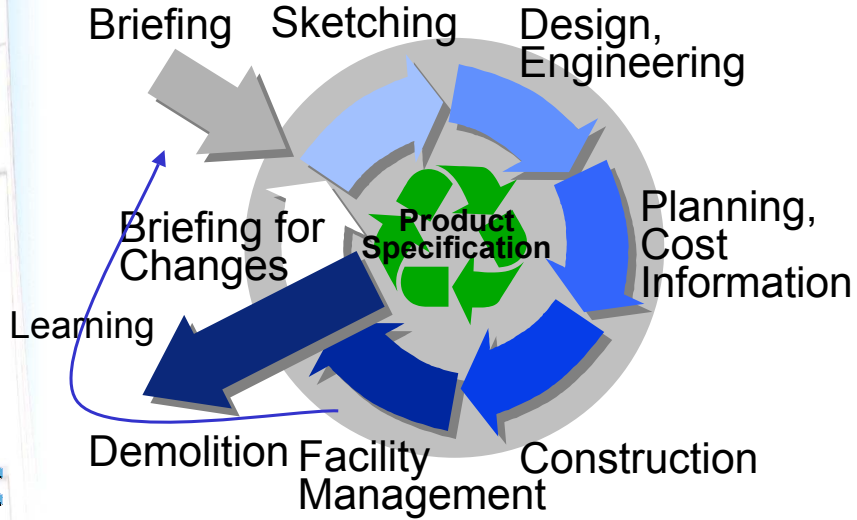 Briefing
Sketching
Design,
Engineering
Planning,
Cost
Information
Product
Specification
Briefing for
Changes
Learning
Demolition
Facility
Management
Construction